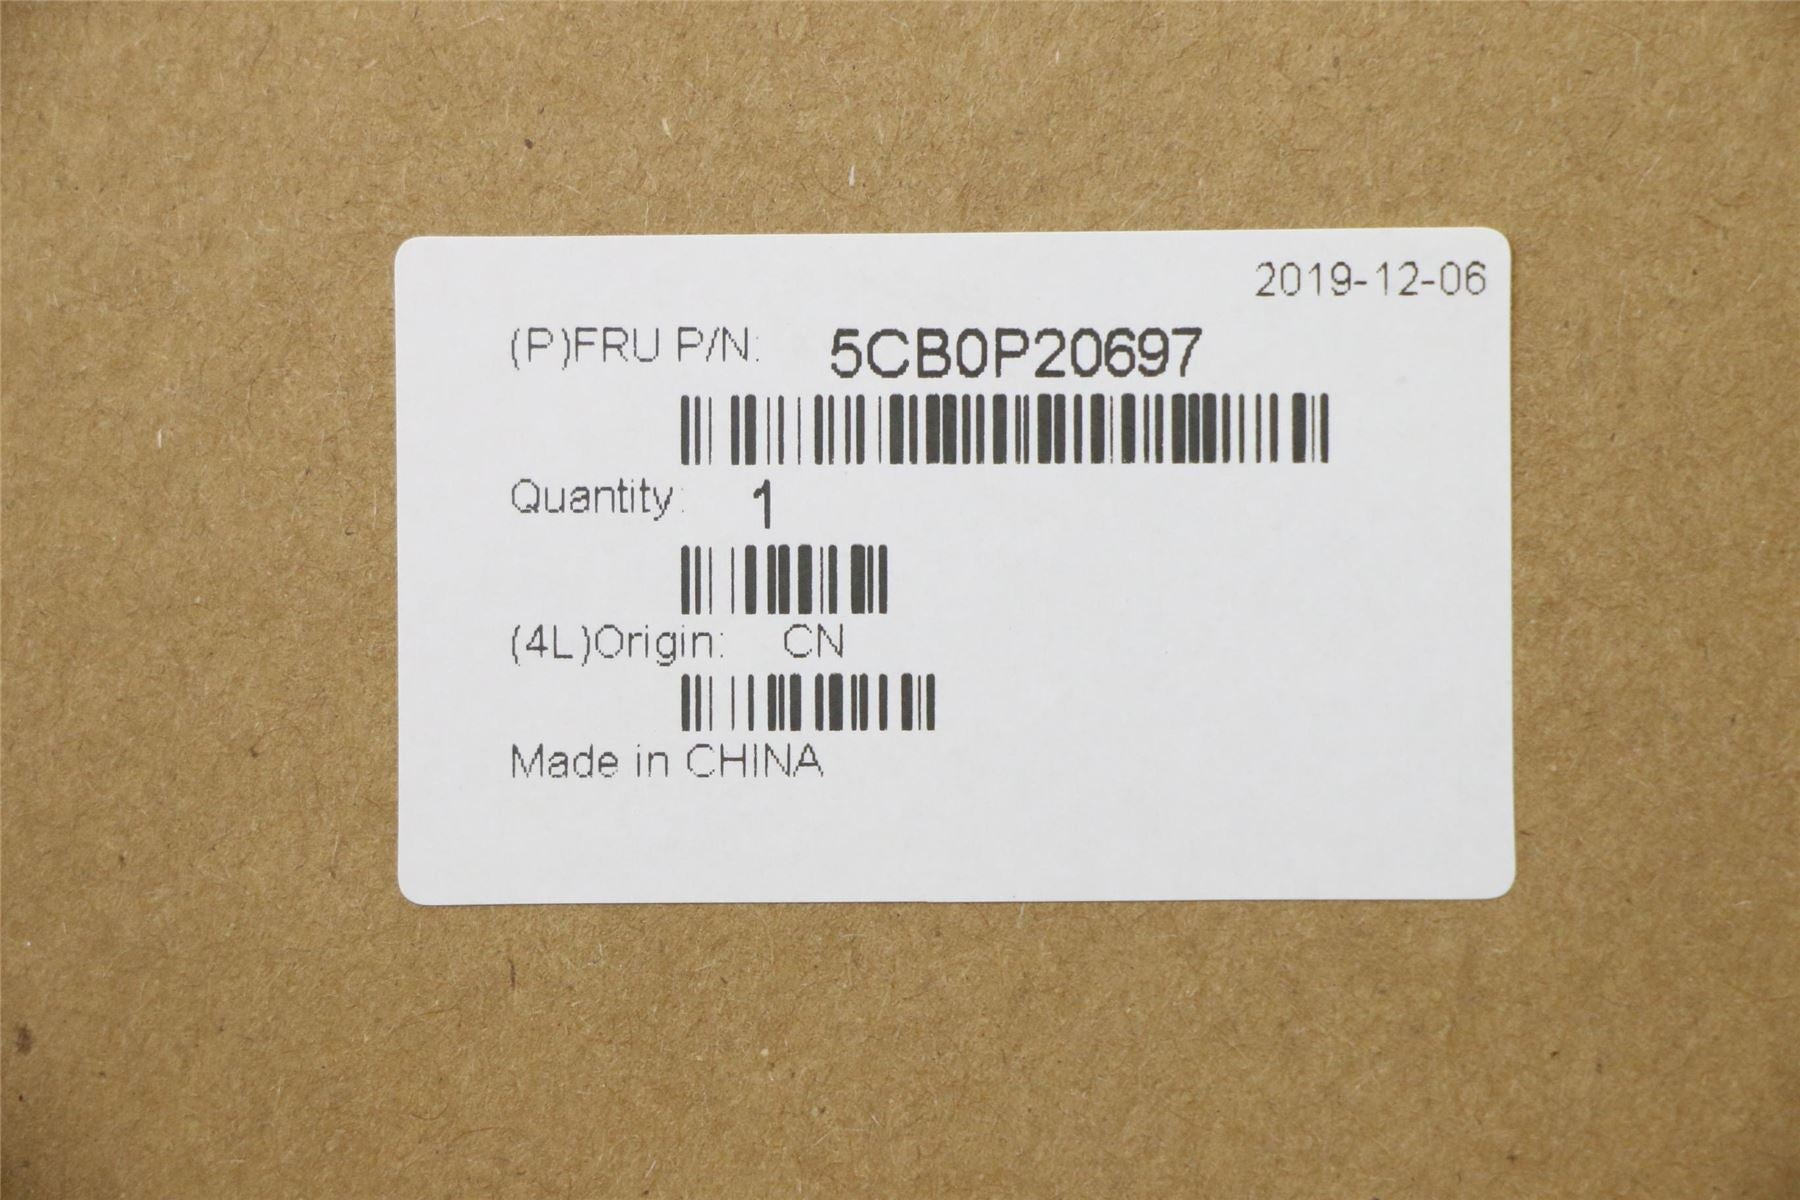 2019-12-06
(P)FRU P/N: 5CB0P20697
Quantity: 1
(4L)Origin: CN
Made in CHINA